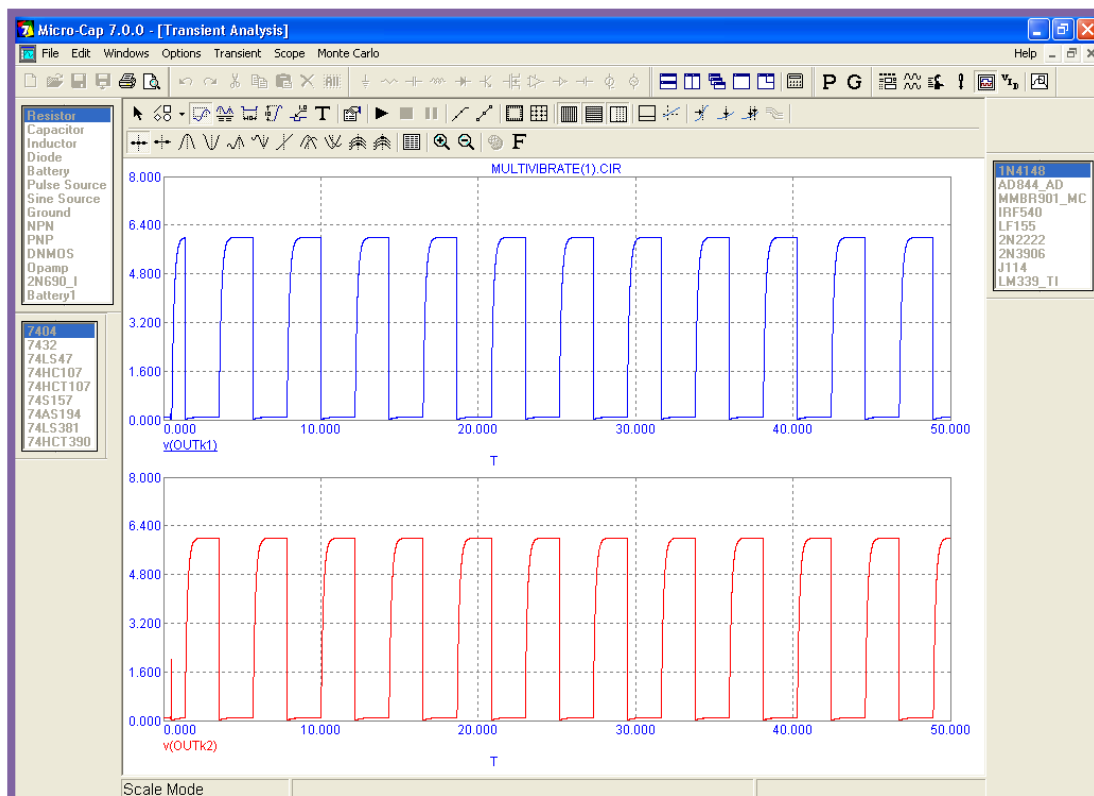 Micro-Cap 7.0.0 - [Transient Analysis]
File Edit Windows Options Transient Scope Monte Carlo Help
P G
T
F
Resistor
Capacitor
Inductor
Diode
Battery
Pulse Source
Sine Source
Ground
NPN
PNP
DNMOS
Opamp
2N690_I
Battery1
7404
7432
74LS47
74HC107
74HCT107
74S157
74AS194
74LS381
74HCT390
MULTIVIBRATE(1).CIR
8.000
6.400
4.800
3.200
1.600
0.000
0.000 10.000 20.000 30.000 40.000 50.000
v(OUTk1)
T
8.000
6.400
4.800
3.200
1.600
0.000
0.000 10.000 20.000 30.000 40.000 50.000
v(OUTk2)
T
1N4148
AD844_AD
MMBR901_MC
IRF540
LF155
2N2222
2N3906
J114
LM339_TI
Scale Mode